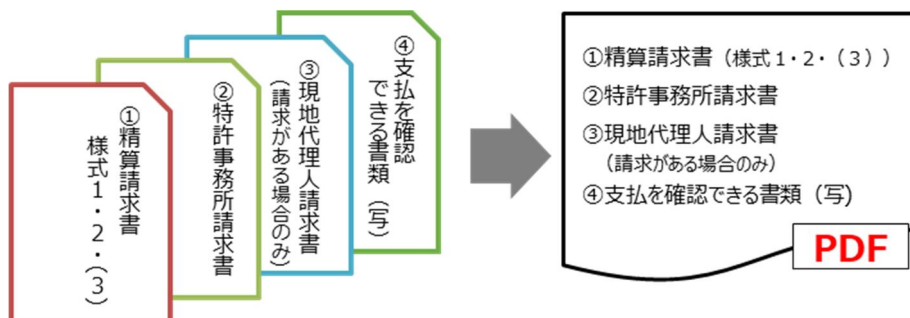 ①精算請求書
様式1・2・(3)
②特許事務所請求書
③現地代理人請求書
(請求がある場合のみ)
④支払を確認
できる書類 (写)
①精算請求書 (様式1・2・(3))
②特許事務所請求書
③現地代理人請求書
(請求がある場合のみ)
④支払を確認できる書類 (写)
PDF